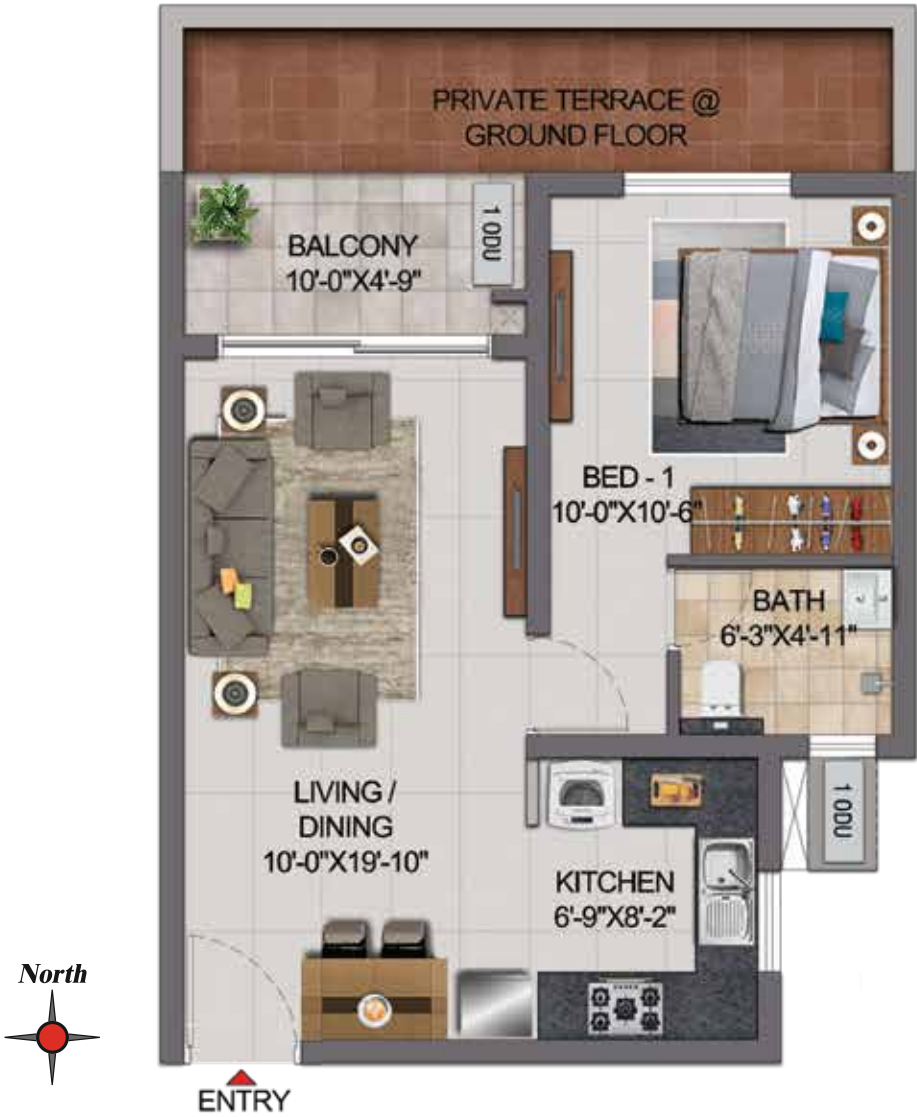 PRIVATE TERRACE @
GROUND FLOOR
BALCONY
10'-0"X4'-9"
1 ODU
BED - 1
10'-0"X10'-6"
BATH
6'-3"X4'-11"
LIVING /
DINING
10'-0"X19'-10"
1 ODU
KITCHEN
6'-9"X8'-2"
North
ENTRY